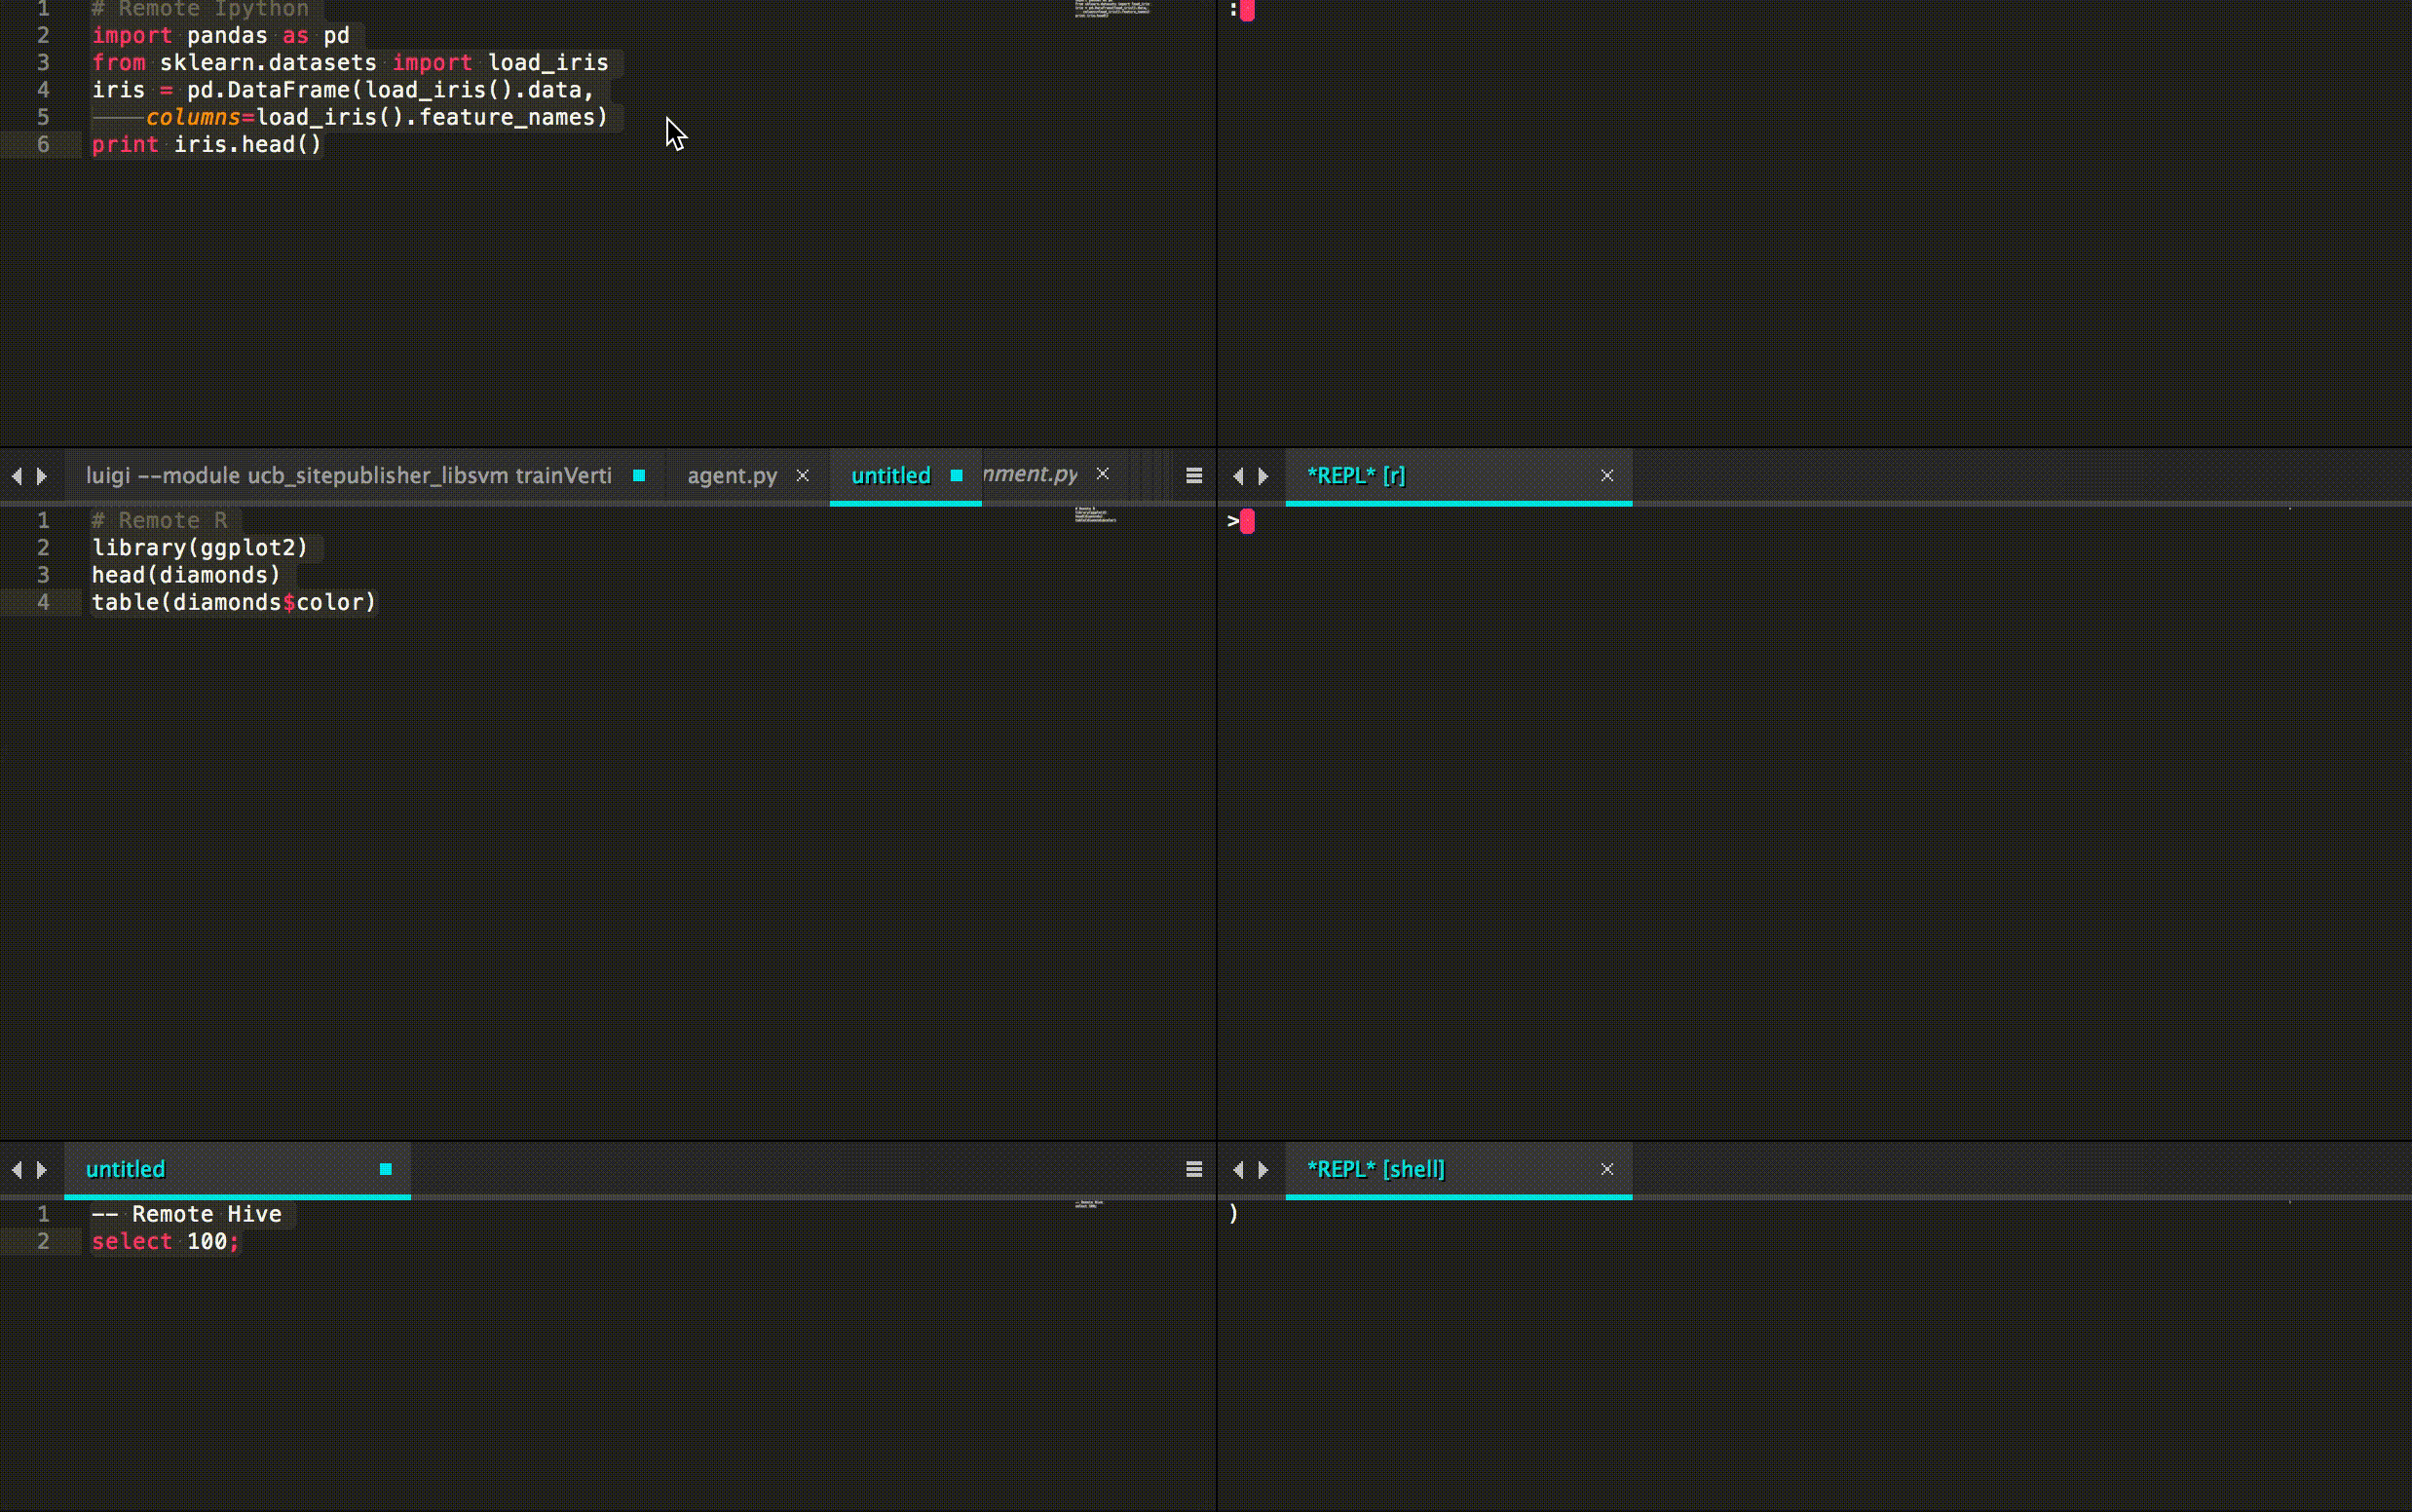 1 # Remote Ipython
2 import pandas as pd
3 from sklearn.datasets import load_iris
4 iris = pd.DataFrame(load_iris().data,
5 columns=load_iris().feature_names)
6 print iris.head()
:
luigi --module ucb_sitepublisher_libsvm trainVerti agent.py untitled nment.py
*REPL* [r]
1 # Remote R
2 library(ggplot2)
3 head(diamonds)
4 table(diamonds$color)
>
untitled
*REPL* [shell]
1 -- Remote Hive
2 select 100;
)